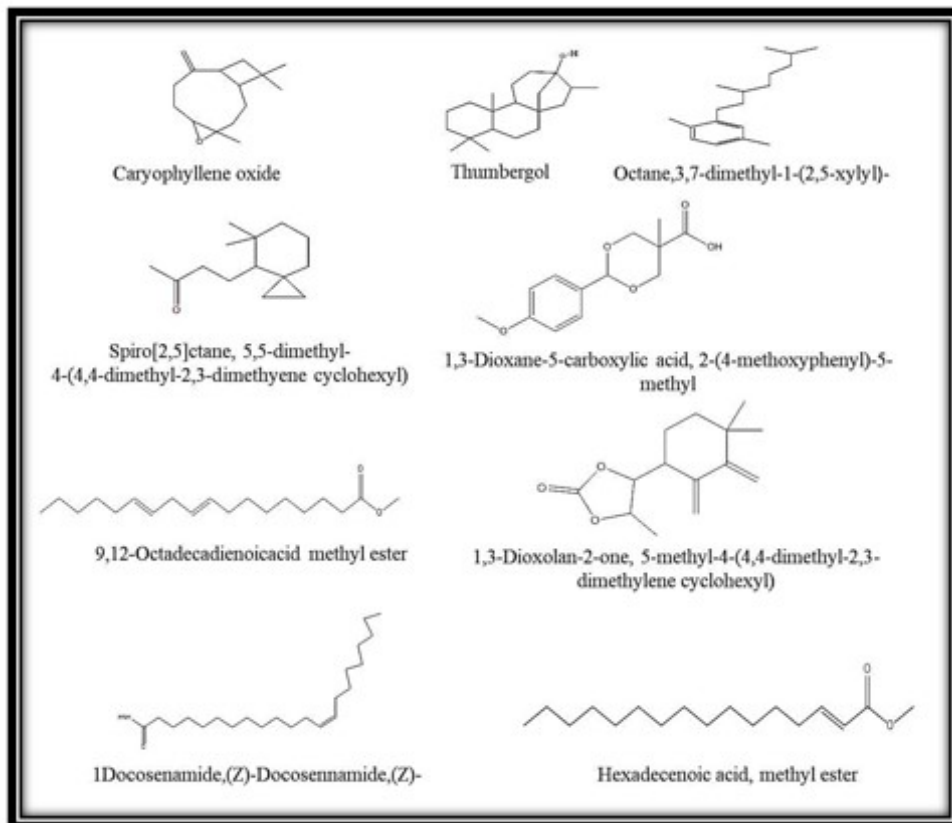 Caryophyllene oxide
Thumbergol
Octane,3,7-dimethyl-1-(2,5-xylyl)-
Spiro[2,5]ctane, 5,5-dimethyl-
4-(4,4-dimethyl-2,3-dimethyene cyclohexyl)
1,3-Dioxane-5-carboxylic acid, 2-(4-methoxyphenyl)-5-
methyl
9,12-Octadecadienoicacid methyl ester
1,3-Dioxolan-2-one, 5-methyl-4-(4,4-dimethyl-2,3-
dimethylene cyclohexyl)
1Docosenamide,(Z)-Docosennamide,(Z)-
Hexadecenoic acid, methyl ester
O
O
H
O
O
O
O
OH
O
O
O
O
O
O
O
O
O